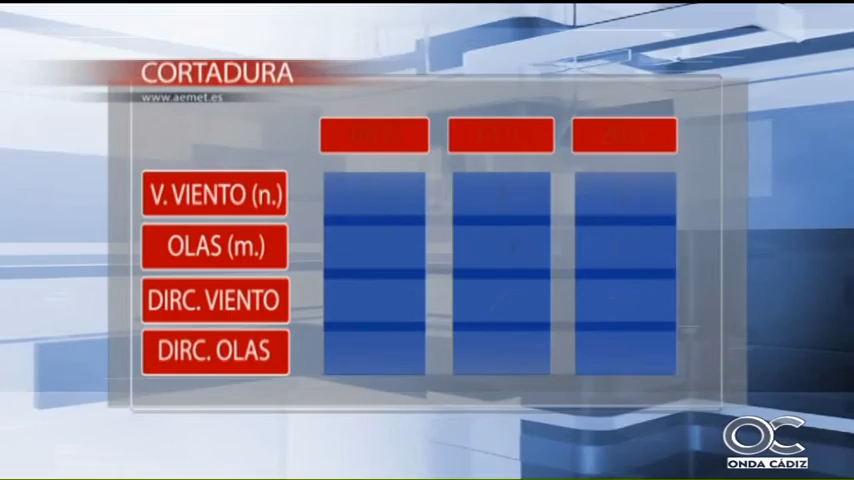 CORTADURA
www.aemet.es
V. VIENTO (n.)
OLAS (m.)
DIRC. VIENTO
DIRC. OLAS
OC
ONDA CÁDIZ